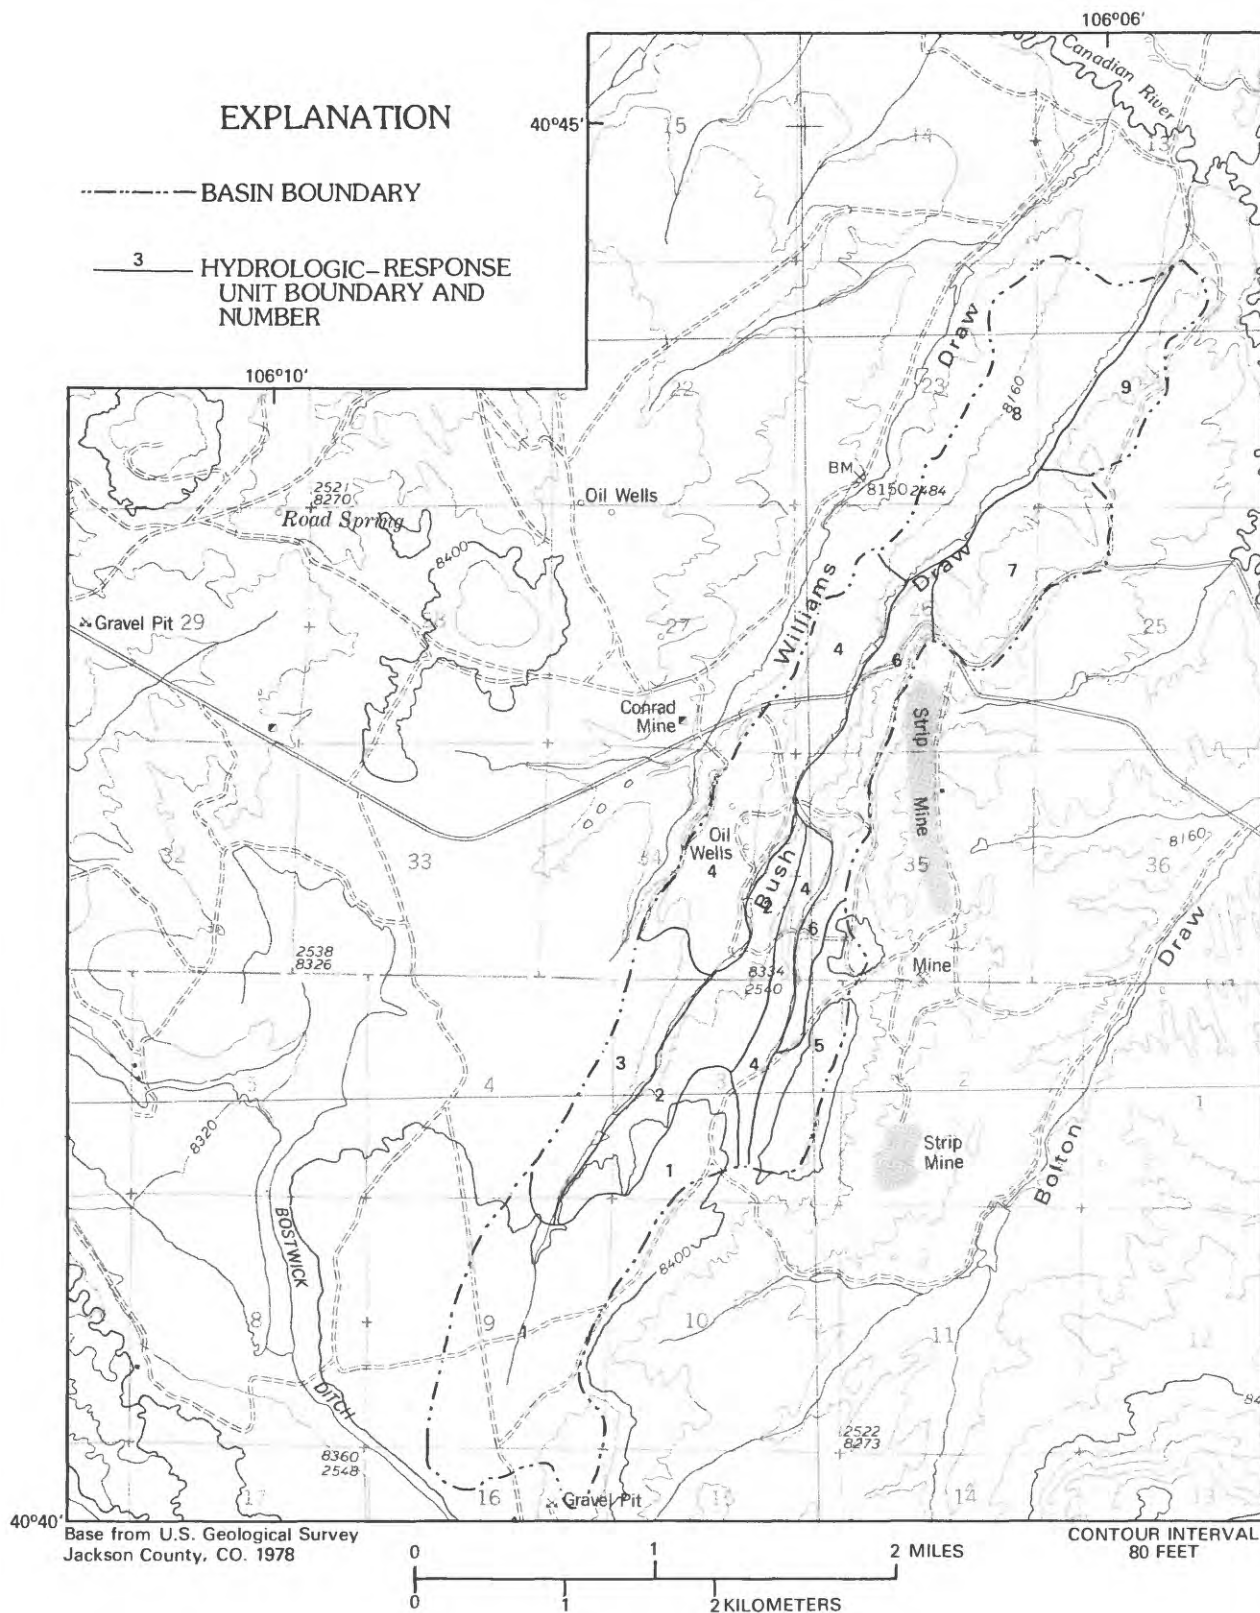 106°06'
EXPLANATION
BASIN BOUNDARY
3
HYDROLOGIC–RESPONSE
UNIT BOUNDARY AND
NUMBER
40°45'
106°10'
Canadian River
15
14
13
22
23
Draw
8160
8
9
BM
8150 2484
Oil Wells
2521
8270
Road Spring
8400
Gravel Pit 29
27
Williams
Draw
7
25
4
6
Conrad
Mine
Strip
Mine
32
33
34
Oil
Wells
4
Bush
2
4
6
35
36
8160
2538
8326
8334
2540
Mine
Draw
3
2
4
5
4
3
2
1
8320
1
Strip
Mine
Bolton
BOSTWICK
DITCH
8400
8
9
1
10
11
12
8360
2548
2522
8273
17
16
Gravel Pit
15
14
13
40°40'
Base from U.S. Geological Survey
Jackson County, CO. 1978
CONTOUR INTERVAL
80 FEET
0 1 2 MILES
0 1 2 KILOMETERS